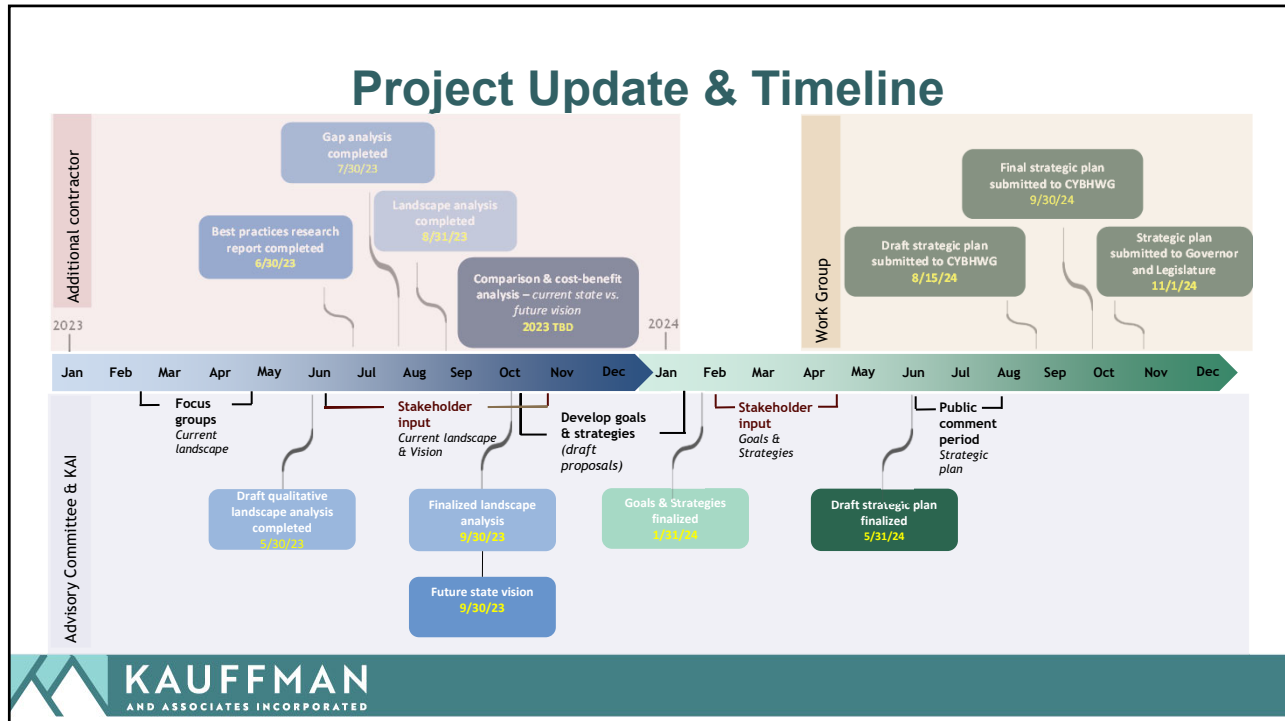 Project Update & Timeline
Additional contractor
Gap analysis
completed
7/30/23
Landscape analysis
completed
8/31/23
Best practices research
report completed
6/30/23
Comparison & cost-benefit
analysis – current state vs.
future vision
2023 TBD
2023
2024
Work Group
Final strategic plan
submitted to CYBHWG
9/30/24
Draft strategic plan
submitted to CYBHWG
8/15/24
Strategic plan
submitted to Governor
and Legislature
11/1/24
Jan Feb Mar Apr May Jun Jul Aug Sep Oct Nov Dec Jan Feb Mar Apr May Jun Jul Aug Sep Oct Nov Dec
Advisory Committee & KAI
Focus
groups
Current
landscape
Stakeholder
input
Current landscape
& Vision
Develop goals
& strategies
(draft
proposals)
Stakeholder
input
Goals &
Strategies
Public
comment
period
Strategic
plan
Draft qualitative
landscape analysis
completed
5/30/23
Finalized landscape
analysis
9/30/23
Future state vision
9/30/23
Goals & Strategies
finalized
1/31/24
Draft strategic plan
finalized
5/31/24
KAUFFMAN
AND ASSOCIATES INCORPORATED